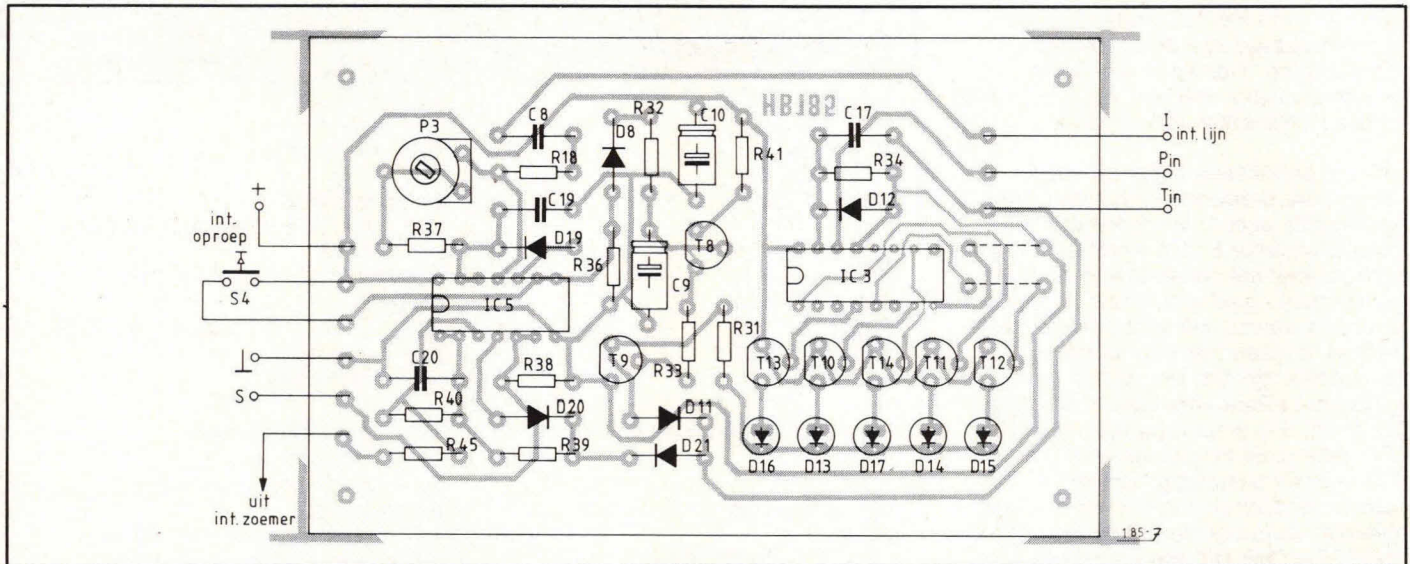 HB185
P3
C8
D8
R32
C10
R41
C17
I
int. lijn
R18
R34
Pin
C19
D12
Tin
+
int.
oproep
S4
R37
D19
R36
C9
T8
IC5
IC3
⊥
S
C20
R38
T9
R33
R31
T13
T10
T14
T11
T12
R40
D20
D11
R45
R39
D21
D16
D13
D17
D14
D15
uit
int. zoemer
185-7